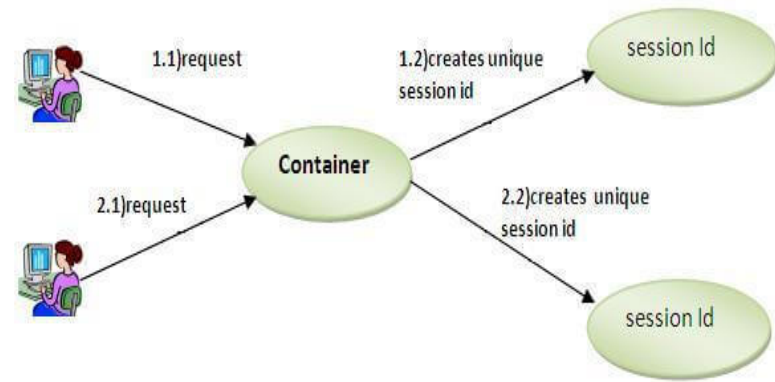 1.1)request
1.2)creates unique
session id
session Id
Container
2.1)request
2.2)creates unique
session id
session Id